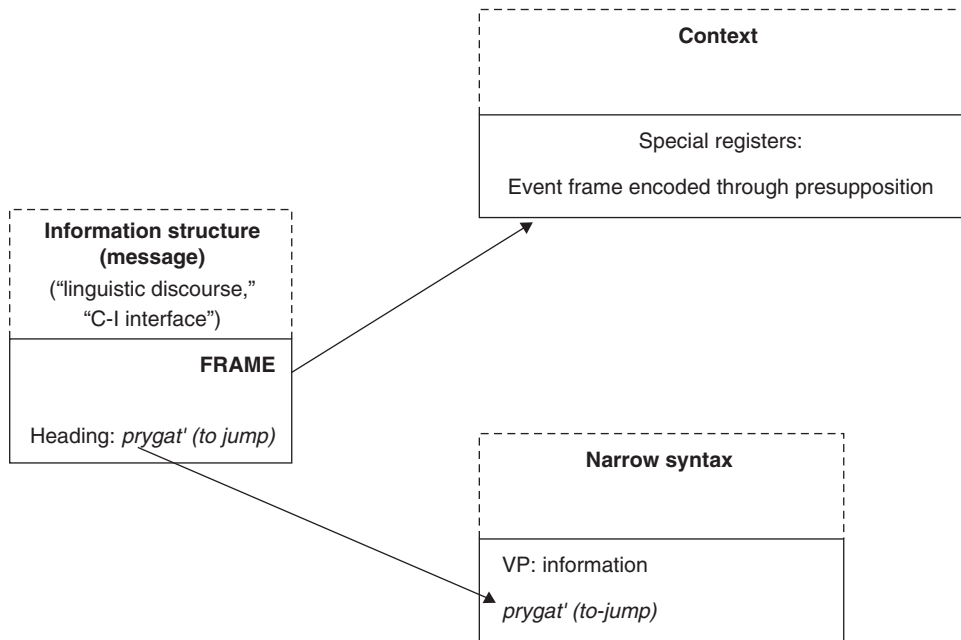 Context
Special registers:
Event frame encoded through presupposition
Information structure
(message)
(“linguistic discourse,”
“C-I interface”)
FRAME
Heading: prygat' (to jump)
Narrow syntax
VP: information
prygat' (to-jump)